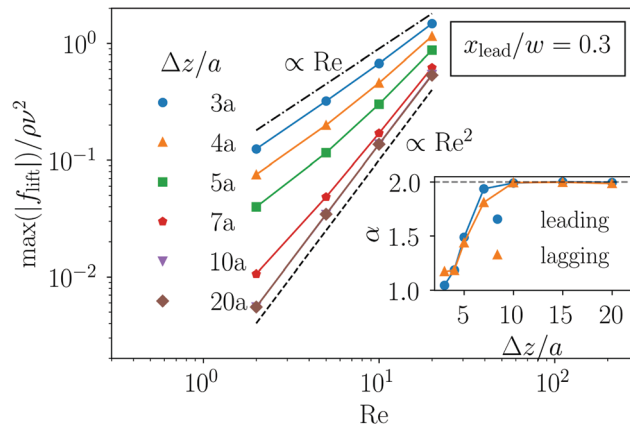 x_lead/w = 0.3
Δz/a
3a
4a
5a
7a
10a
20a
∝ Re
∝ Re²
max(|f_lift|)/ρν²
10⁰
10⁻¹
10⁻²
10⁰
10¹
10²
Re
2.0
1.5
1.0
α
leading
lagging
5
10
15
20
Δz/a